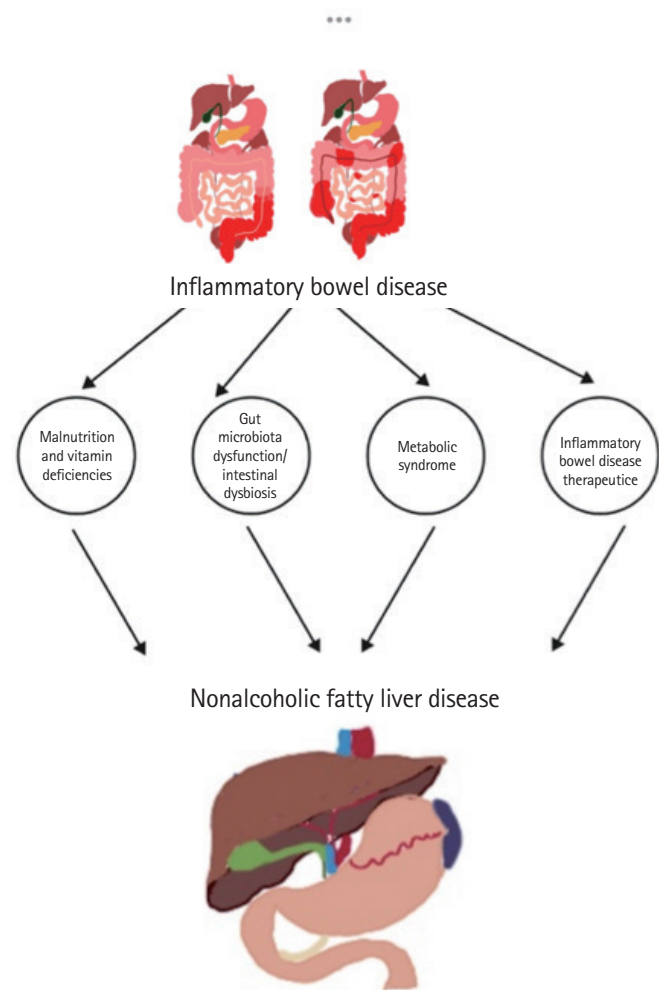 Inflammatory bowel disease
Malnutrition
and vitamin
deficiencies
Gut
microbiota
dysfunction/
intestinal
dysbiosis
Metabolic
syndrome
Inflammatory
bowel disease
therapeutice
Nonalcoholic fatty liver disease